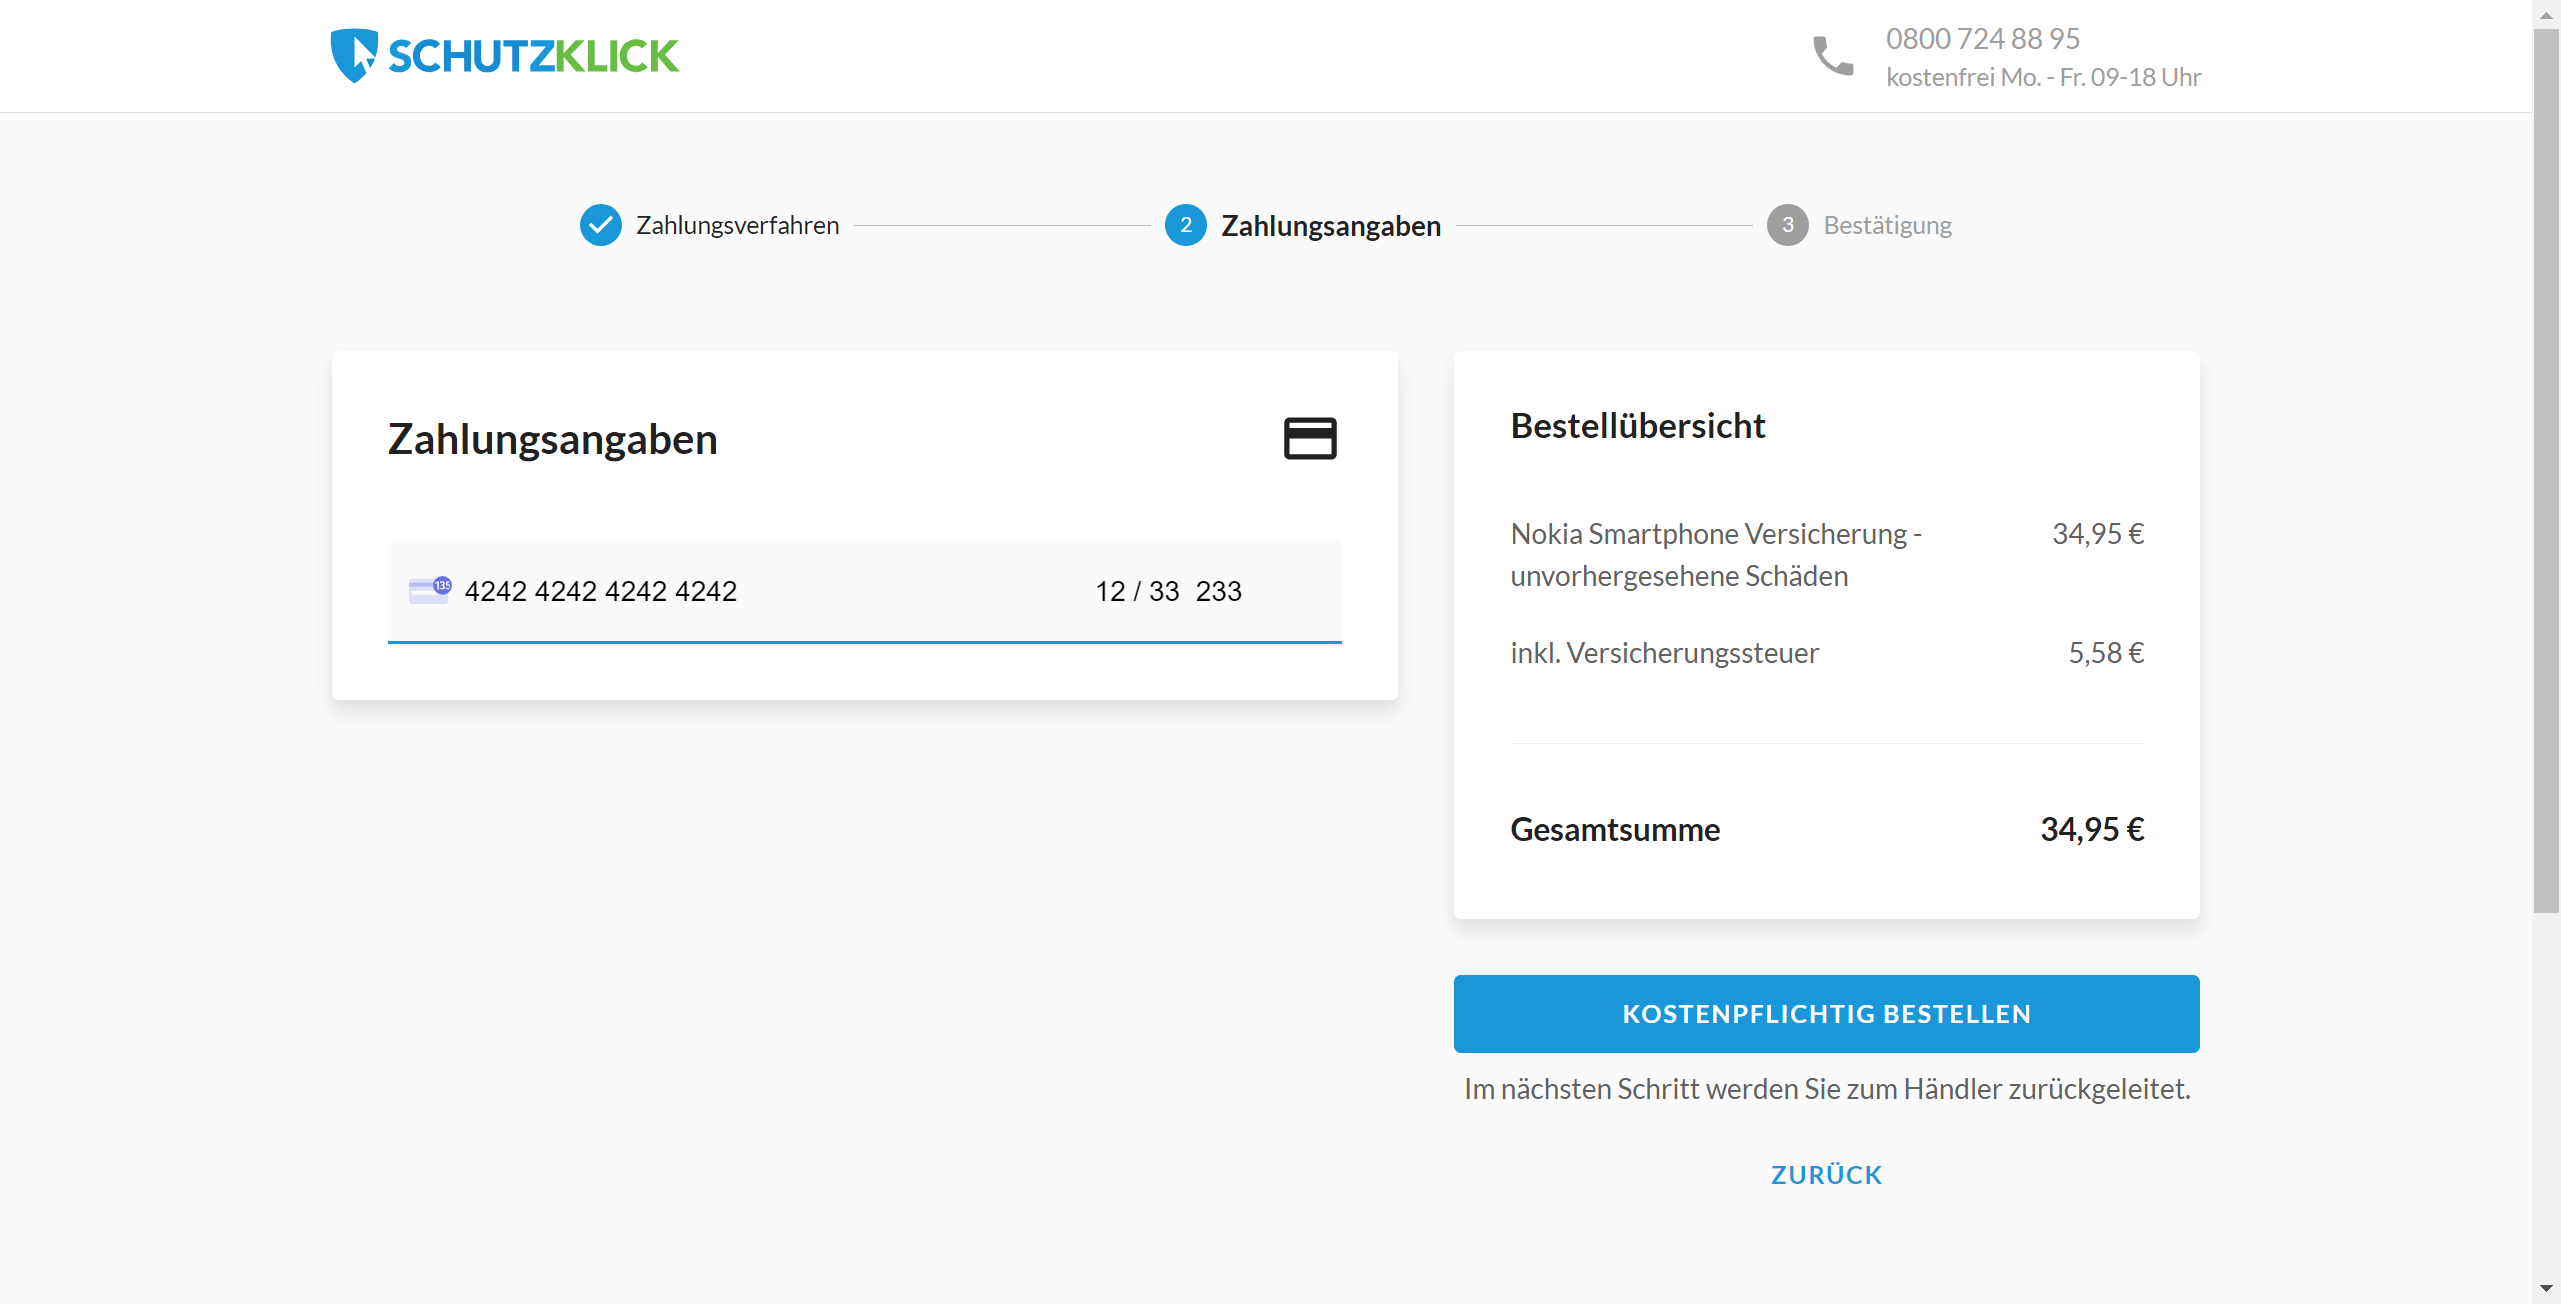 SCHUTZKLICK
0800 724 88 95
kostenfrei Mo. - Fr. 09-18 Uhr
Zahlungsverfahren
2 Zahlungsangaben
3 Bestätigung
Zahlungsangaben
135 4242 4242 4242 4242 12 / 33 233
Bestellübersicht
Nokia Smartphone Versicherung - 34,95 €
unvorhergesehene Schäden
inkl. Versicherungssteuer 5,58 €
Gesamtsumme 34,95 €
KOSTENPFLICHTIG BESTELLEN
Im nächsten Schritt werden Sie zum Händler zurückgeleitet.
ZURÜCK